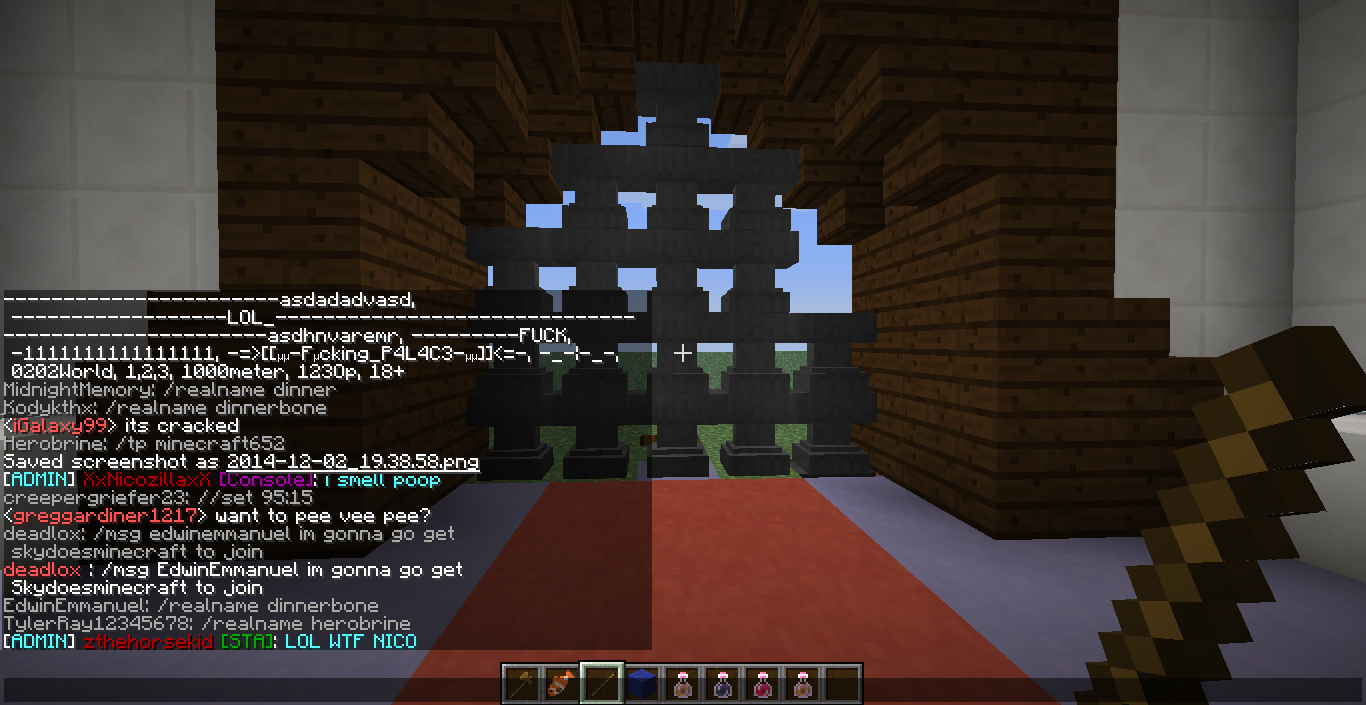 -----------------------asdadadvasd,
------------------LOL_------------------------------
----------------------asdhnvaremr, ---------FUCK,
-1111111111111111, -=>[[µµ-Fµcking_P4L4C3-µµ]]<=-, -_-;-_-,
0202World, 1,2,3, 1000meter, 123Op, 18+
MidnightMemory: /realname dinner
Kodykthx: /realname dinnerbone
<iGalaxy99> its cracked
Herobrine: /tp minecraft652
Saved screenshot as 2014-12-02_19.38.58.png
[ADMIN] XxNicozillaxX [Console]: i smell poop
creepergriefer23: //set 95:15
<greggardiner1217> want to pee vee pee?
deadlox: /msg edwinemmanuel im gonna go get
skydoesminecraft to join
deadlox : /msg EdwinEmmanuel im gonna go get
Skydoesminecraft to join
EdwinEmmanuel: /realname dinnerbone
TylerRay12345678: /realname herobrine
[ADMIN] zthehorsekid [STA]: LOL WTF NICO